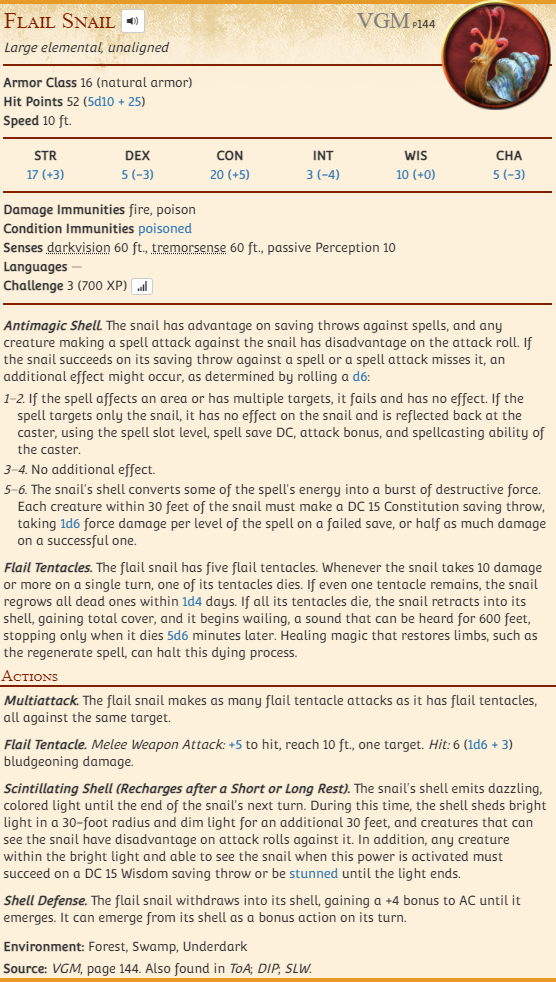 Flail Snail VGM P144
Large elemental, unaligned
Armor Class 16 (natural armor)
Hit Points 52 (5d10 + 25)
Speed 10 ft.
STR DEX CON INT WIS CHA
17 (+3) 5 (−3) 20 (+5) 3 (−4) 10 (+0) 5 (−3)
Damage Immunities fire, poison
Condition Immunities poisoned
Senses darkvision 60 ft., tremorsense 60 ft., passive Perception 10
Languages —
Challenge 3 (700 XP)
Antimagic Shell. The snail has advantage on saving throws against spells, and any
creature making a spell attack against the snail has disadvantage on the attack roll. If
the snail succeeds on its saving throw against a spell or a spell attack misses it, an
additional effect might occur, as determined by rolling a d6:
1–2. If the spell affects an area or has multiple targets, it fails and has no effect. If the
spell targets only the snail, it has no effect on the snail and is reflected back at the
caster, using the spell slot level, spell save DC, attack bonus, and spellcasting ability of
the caster.
3–4. No additional effect.
5–6. The snail's shell converts some of the spell's energy into a burst of destructive force.
Each creature within 30 feet of the snail must make a DC 15 Constitution saving throw,
taking 1d6 force damage per level of the spell on a failed save, or half as much damage
on a successful one.
Flail Tentacles. The flail snail has five flail tentacles. Whenever the snail takes 10 damage
or more on a single turn, one of its tentacles dies. If even one tentacle remains, the snail
regrows all dead ones within 1d4 days. If all its tentacles die, the snail retracts into its
shell, gaining total cover, and it begins wailing, a sound that can be heard for 600 feet,
stopping only when it dies 5d6 minutes later. Healing magic that restores limbs, such as
the regenerate spell, can halt this dying process.
Actions
Multiattack. The flail snail makes as many flail tentacle attacks as it has flail tentacles,
all against the same target.
Flail Tentacle. Melee Weapon Attack: +5 to hit, reach 10 ft., one target. Hit: 6 (1d6 + 3)
bludgeoning damage.
Scintillating Shell (Recharges after a Short or Long Rest). The snail's shell emits dazzling,
colored light until the end of the snail's next turn. During this time, the shell sheds bright
light in a 30-foot radius and dim light for an additional 30 feet, and creatures that can
see the snail have disadvantage on attack rolls against it. In addition, any creature
within the bright light and able to see the snail when this power is activated must
succeed on a DC 15 Wisdom saving throw or be stunned until the light ends.
Shell Defense. The flail snail withdraws into its shell, gaining a +4 bonus to AC until it
emerges. It can emerge from its shell as a bonus action on its turn.
Environment: Forest, Swamp, Underdark
Source: VGM, page 144. Also found in ToA; DIP; SLW.